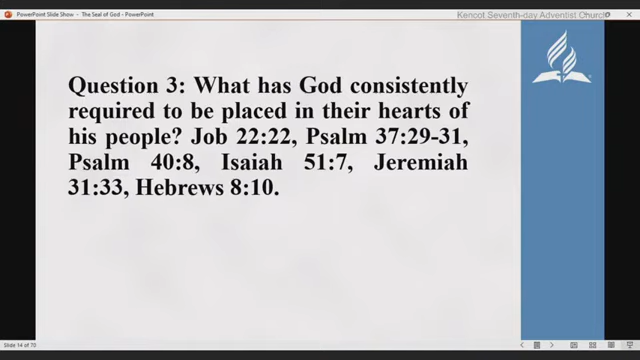 PowerPoint Slide Show - The Seal of God - PowerPoint
Kencot Seventh-day Adventist Church
Question 3: What has God consistently
required to be placed in their hearts of
his people? Job 22:22, Psalm 37:29-31,
Psalm 40:8, Isaiah 51:7, Jeremiah
31:33, Hebrews 8:10.
Slide 14 of 70